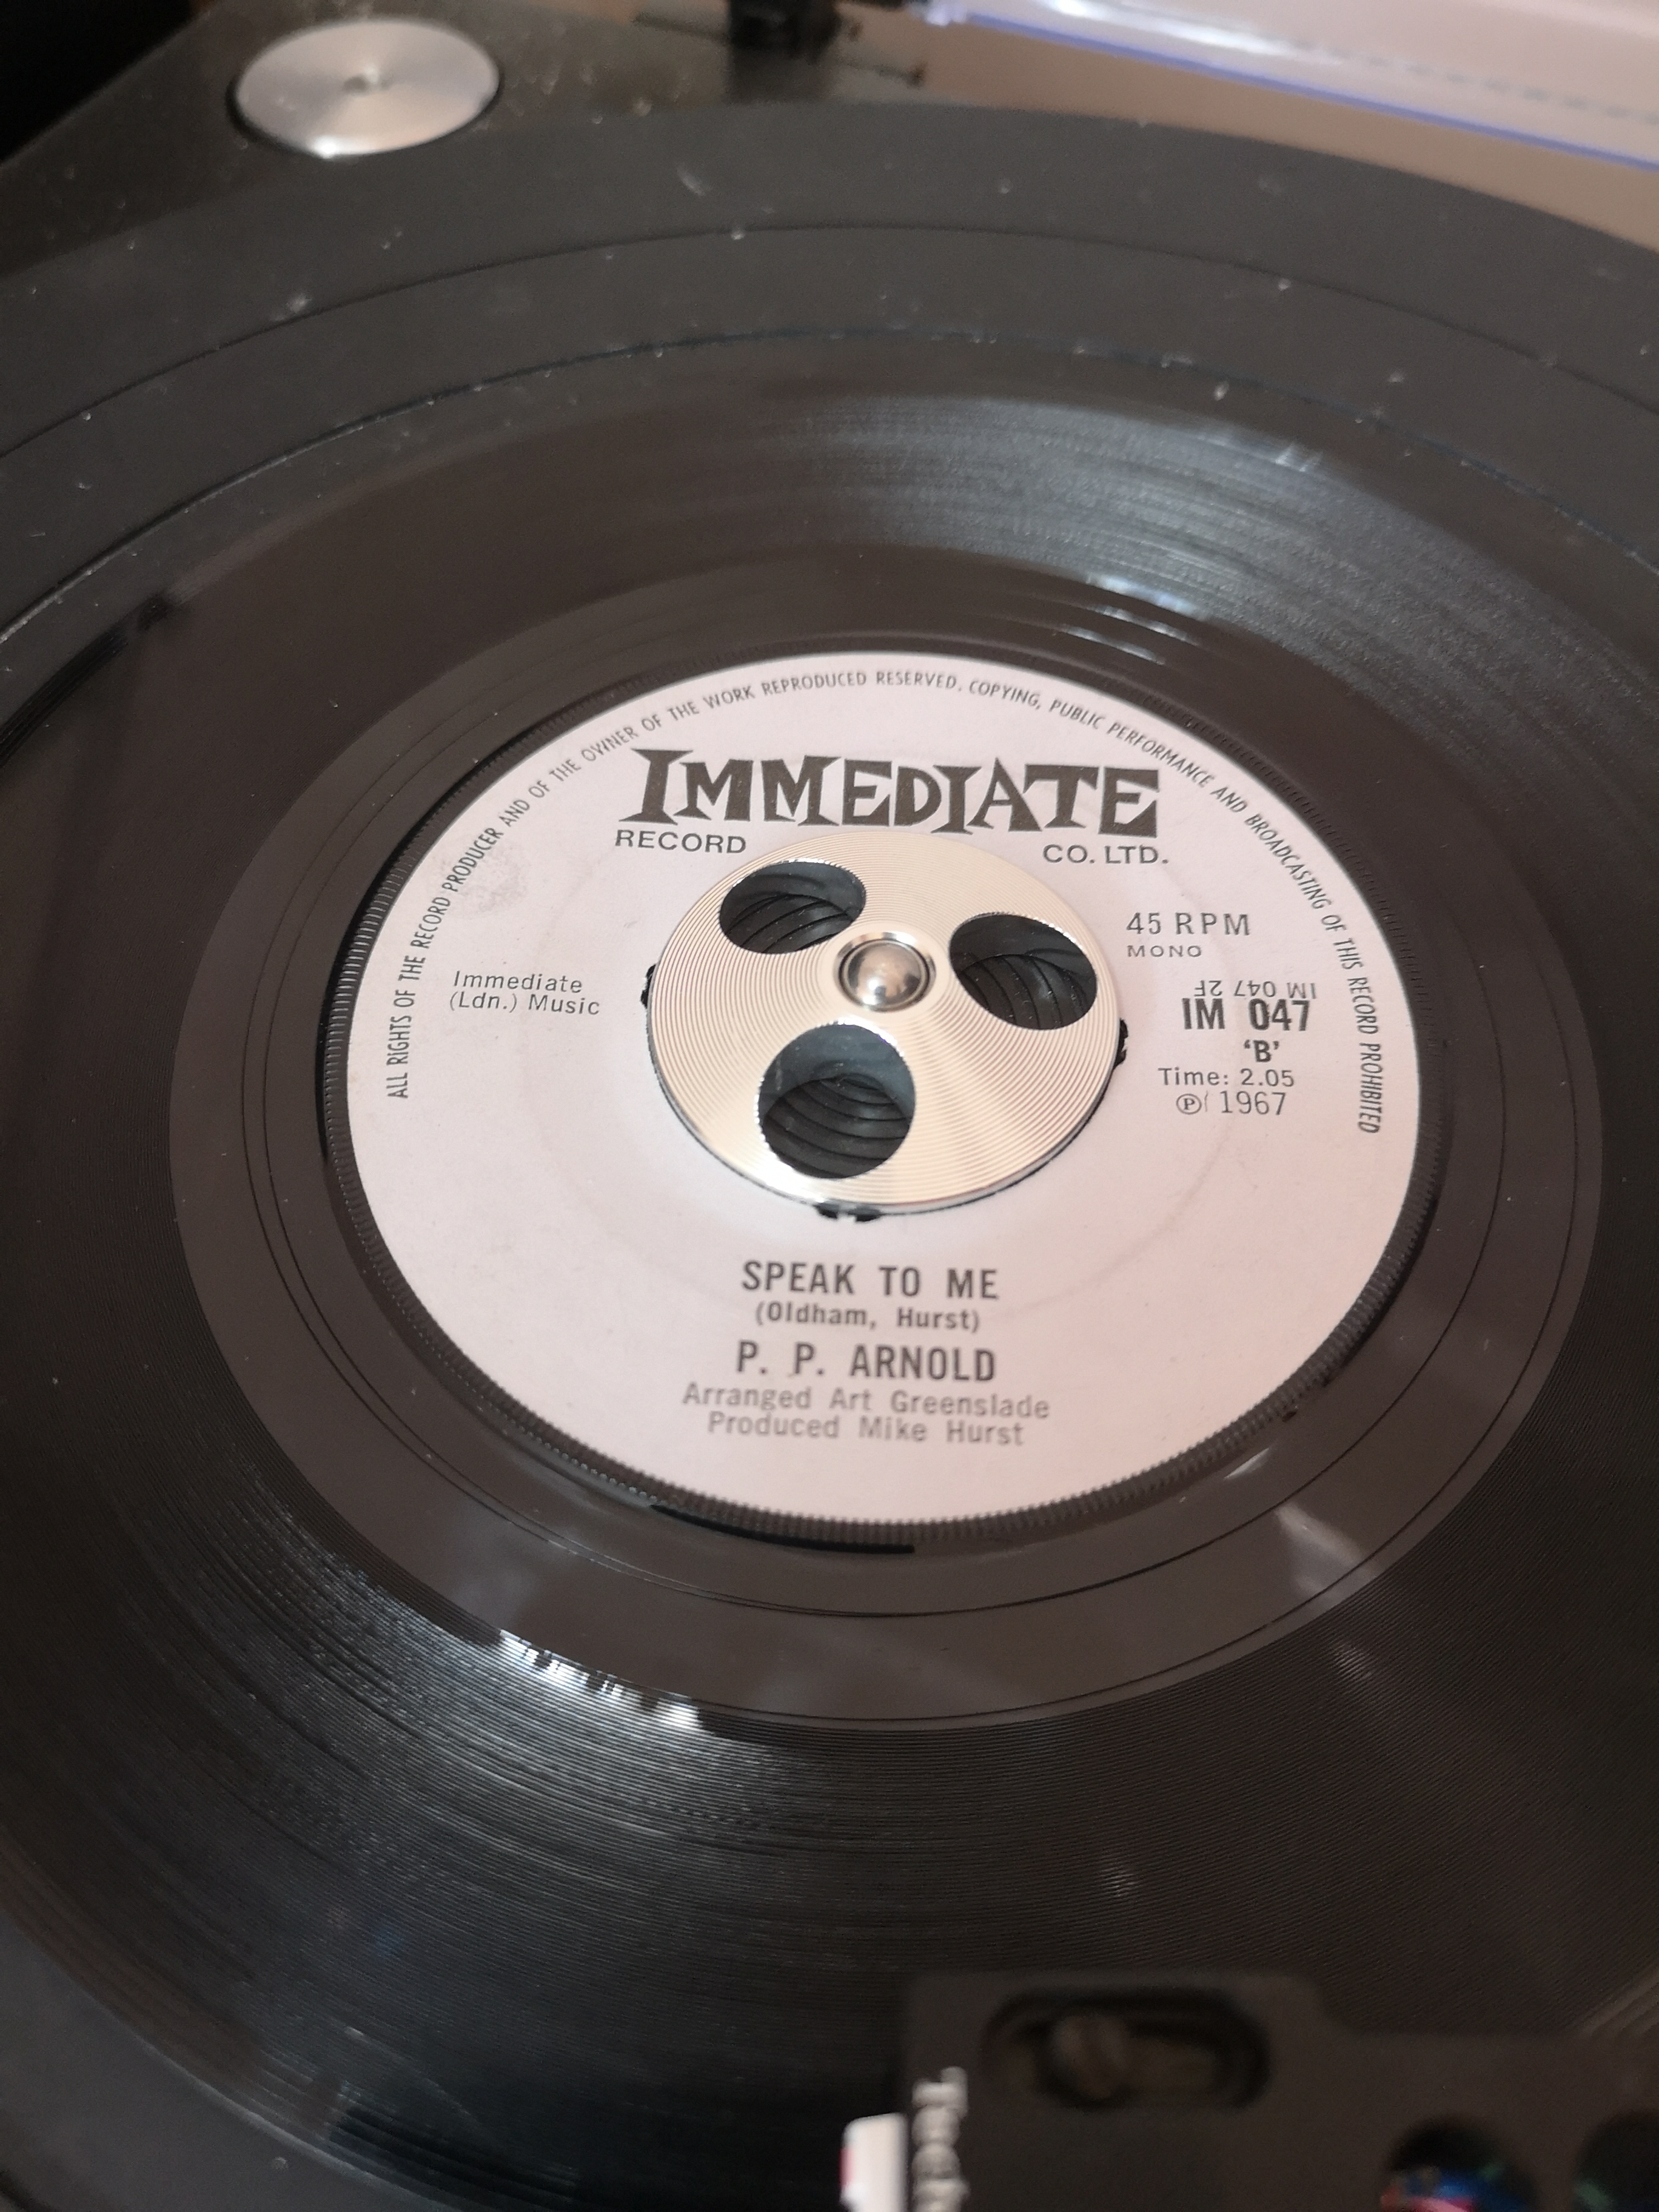 ALL RIGHTS OF THE RECORD PRODUCER AND OF THE OWNER OF THE WORK REPRODUCED RESERVED. COPYING, PUBLIC PERFORMANCE AND BROADCASTING OF THIS RECORD PROHIBITED
IMMEDIATE
RECORD CO. LTD.
45 RPM
MONO
Immediate
(Ldn.) Music
IM 047 2F
IM 047
‘B’
Time: 2.05
Ⓟ 1967
SPEAK TO ME
(Oldham, Hurst)
P. P. ARNOLD
Arranged Art Greenslade
Produced Mike Hurst